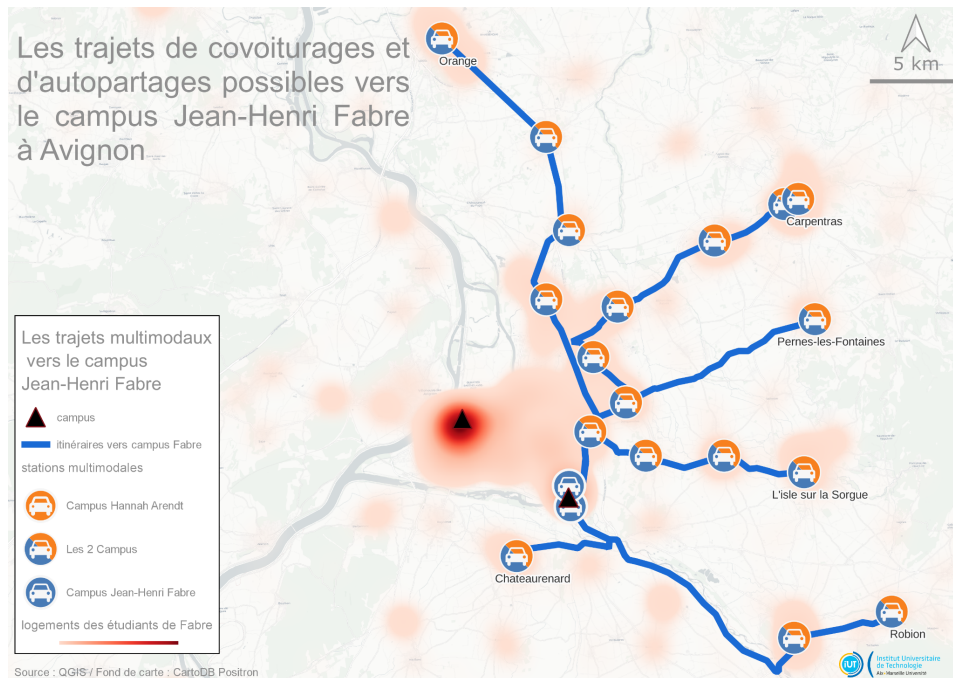 Les trajets de covoiturages et
d'autopartages possibles vers
le campus Jean-Henri Fabre
à Avignon
5 km
Orange
Carpentras
Pernes-les-Fontaines
L'isle sur la Sorgue
Chateaurenard
Robion
Les trajets multimodaux
vers le campus
Jean-Henri Fabre
campus
itinéraires vers campus Fabre
stations multimodales
Campus Hannah Arendt
Les 2 Campus
Campus Jean-Henri Fabre
logements des étudiants de Fabre
Source : QGIS / Fond de carte : CartoDB Positron
iUT
Institut Universitaire
de Technologie
Aix-Marseille Université